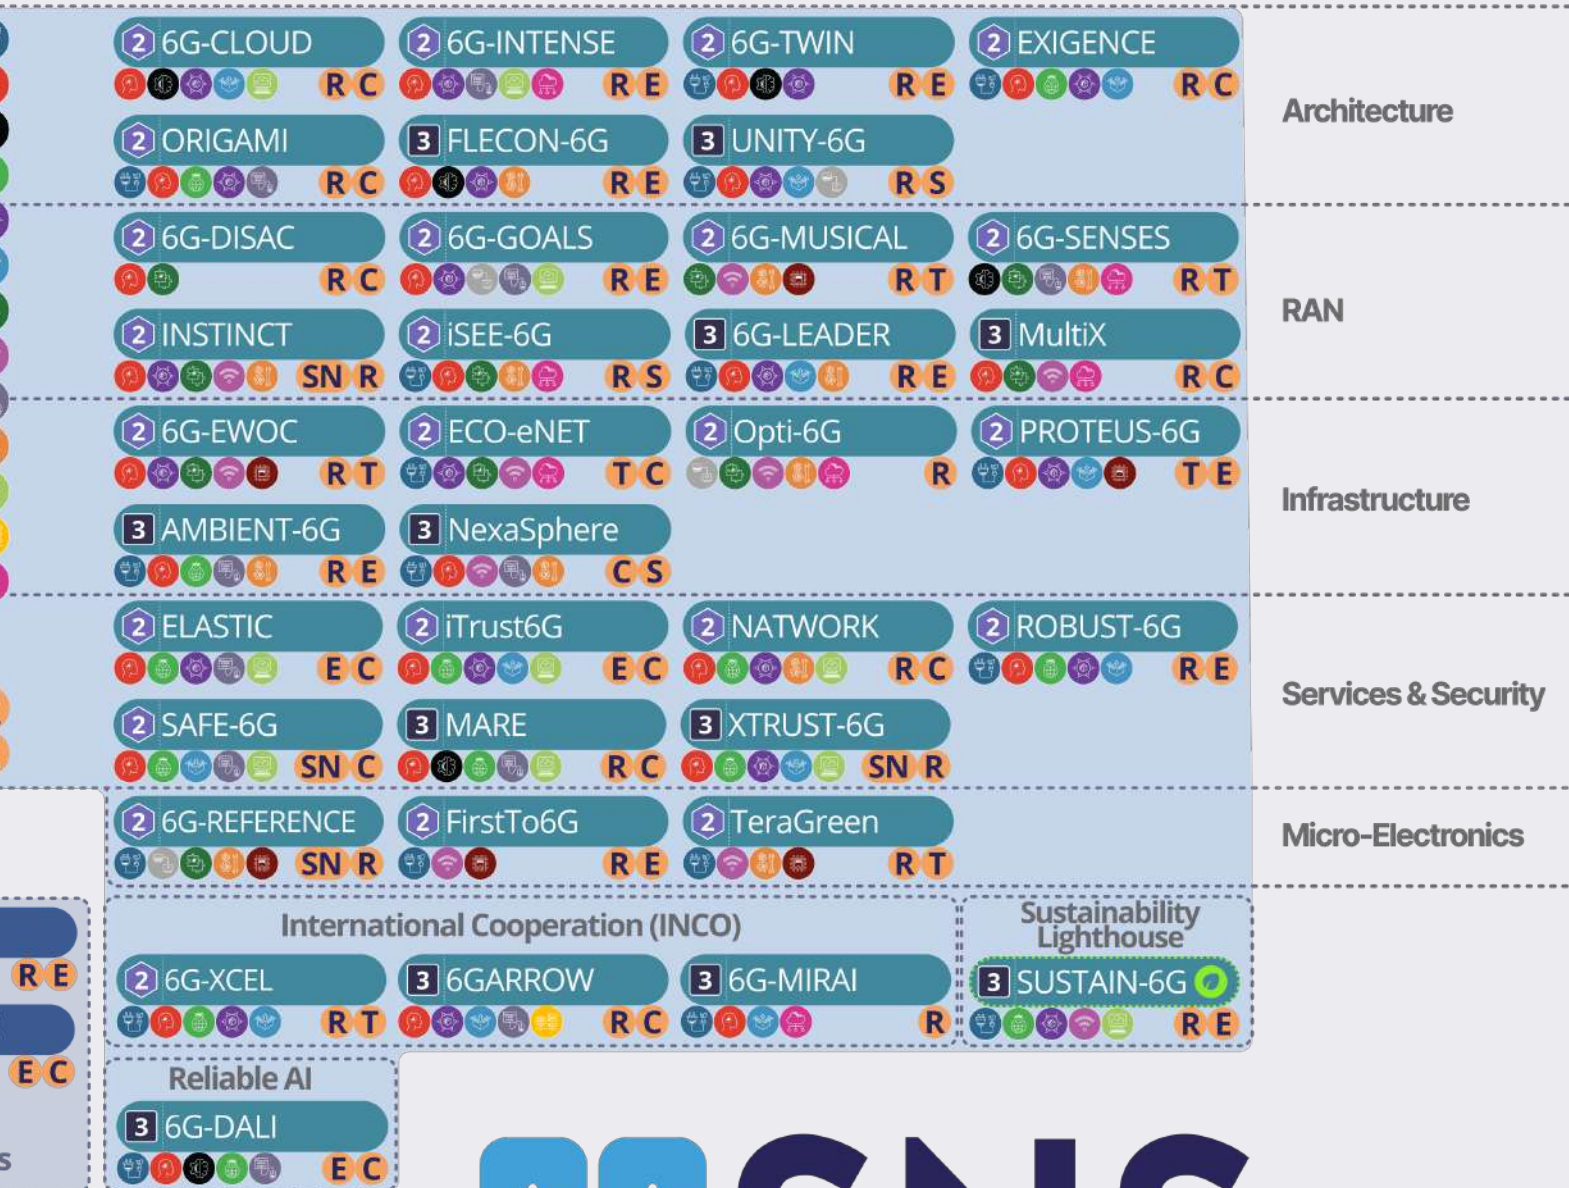 2 6G-CLOUD 2 6G-INTENSE 2 6G-TWIN 2 EXIGENCE
R C R E R E R C
Architecture
2 ORIGAMI 3 FLECON-6G 3 UNITY-6G
R C R E R S
2 6G-DISAC 2 6G-GOALS 2 6G-MUSICAL 2 6G-SENSES
R C R E R T R T
RAN
2 INSTINCT 2 iSEE-6G 3 6G-LEADER 3 MultiX
SN R R S R E R C
2 6G-EWOC 2 ECO-eNET 2 Opti-6G 2 PROTEUS-6G
R T T C R T E
Infrastructure
3 AMBIENT-6G 3 NexaSphere
R E C S
2 ELASTIC 2 iTrust6G 2 NATWORK 2 ROBUST-6G
E C E C R C R E
Services & Security
2 SAFE-6G 3 MARE 3 XTRUST-6G
SN C R C SN R
2 6G-REFERENCE 2 FirstTo6G 2 TeraGreen
Micro-Electronics
SN R R E R T
International Cooperation (INCO)
Sustainability
Lighthouse
R E
2 6G-XCEL 3 6GARROW 3 6G-MIRAI 3 SUSTAIN-6G
R T R C R R E
E C
Reliable AI
3 6G-DALI
s
E C
SNS